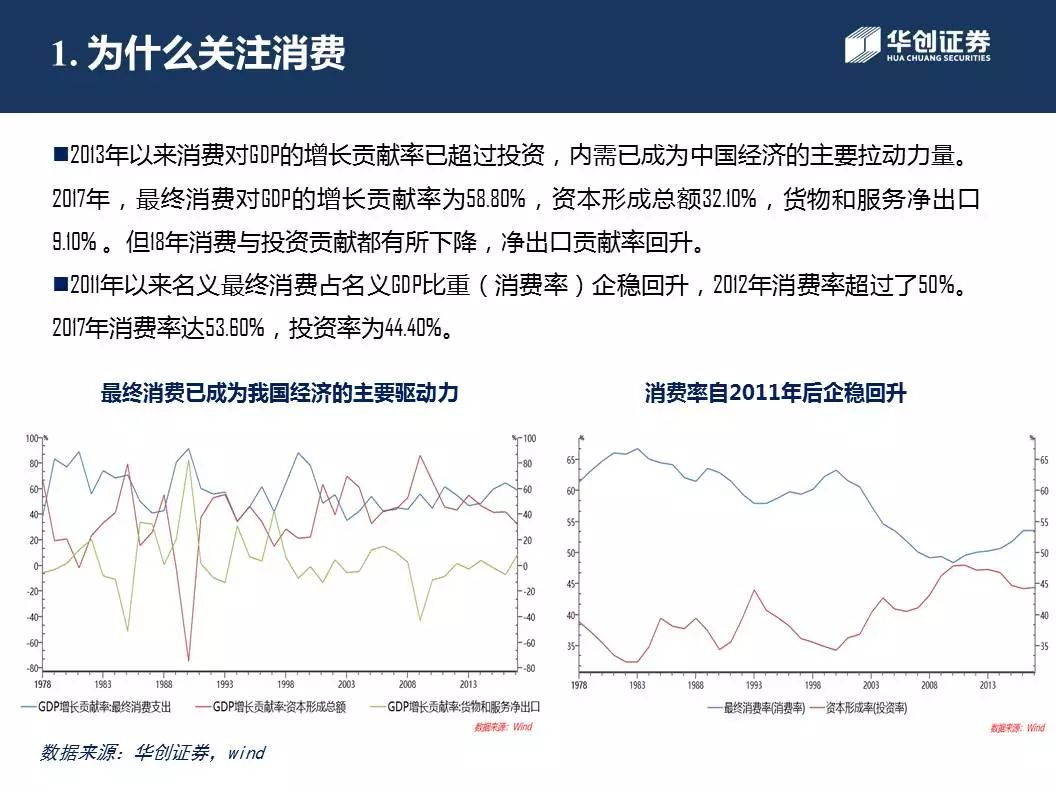 1. 为什么关注消费
华创证券
HUA CHUANG SECURITIES
■2013年以来消费对GDP的增长贡献率已超过投资，内需已成为中国经济的主要拉动力量。
2017年，最终消费对GDP的增长贡献率为58.80%，资本形成总额32.10%，货物和服务净出口
9.10% 。但18年消费与投资贡献都有所下降，净出口贡献率回升。
■2011年以来名义最终消费占名义GDP比重（消费率）企稳回升，2012年消费率超过了50%。
2017年消费率达53.60%，投资率为44.40%。
最终消费已成为我国经济的主要驱动力
% %
100 100
80 80
60 60
40 40
20 20
0 0
-20 -20
-40 -40
-60 -60
-80 -80
1978 1983 1988 1993 1998 2003 2008 2013
GDP增长贡献率:最终消费支出 GDP增长贡献率:资本形成总额 GDP增长贡献率:货物和服务净出口
数据来源：Wind
消费率自2011年后企稳回升
% %
65 65
60 60
55 55
50 50
45 45
40 40
35 35
1978 1983 1988 1993 1998 2003 2008 2013
最终消费率(消费率) 资本形成率(投资率)
数据来源：Wind
数据来源：华创证券，wind